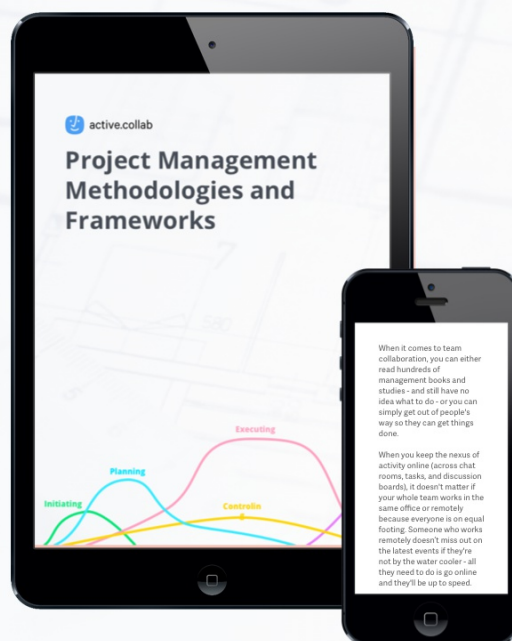 active.collab
Project Management
Methodologies and
Frameworks
Executing
Planning
Initiating
Controlin
When it comes to team
collaboration, you can either
read hundreds of
management books and
studies - and still have no
idea what to do - or you can
simply get out of people's
way so they can get things
done.
When you keep the nexus of
activity online (across chat
rooms, tasks, and discussion
boards), it doesn't matter if
your whole team works in the
same office or remotely
because everyone is on equal
footing. Someone who works
remotely doesn't miss out on
the latest events if they're
not by the water cooler - all
they need to do is go online
and they'll be up to speed.